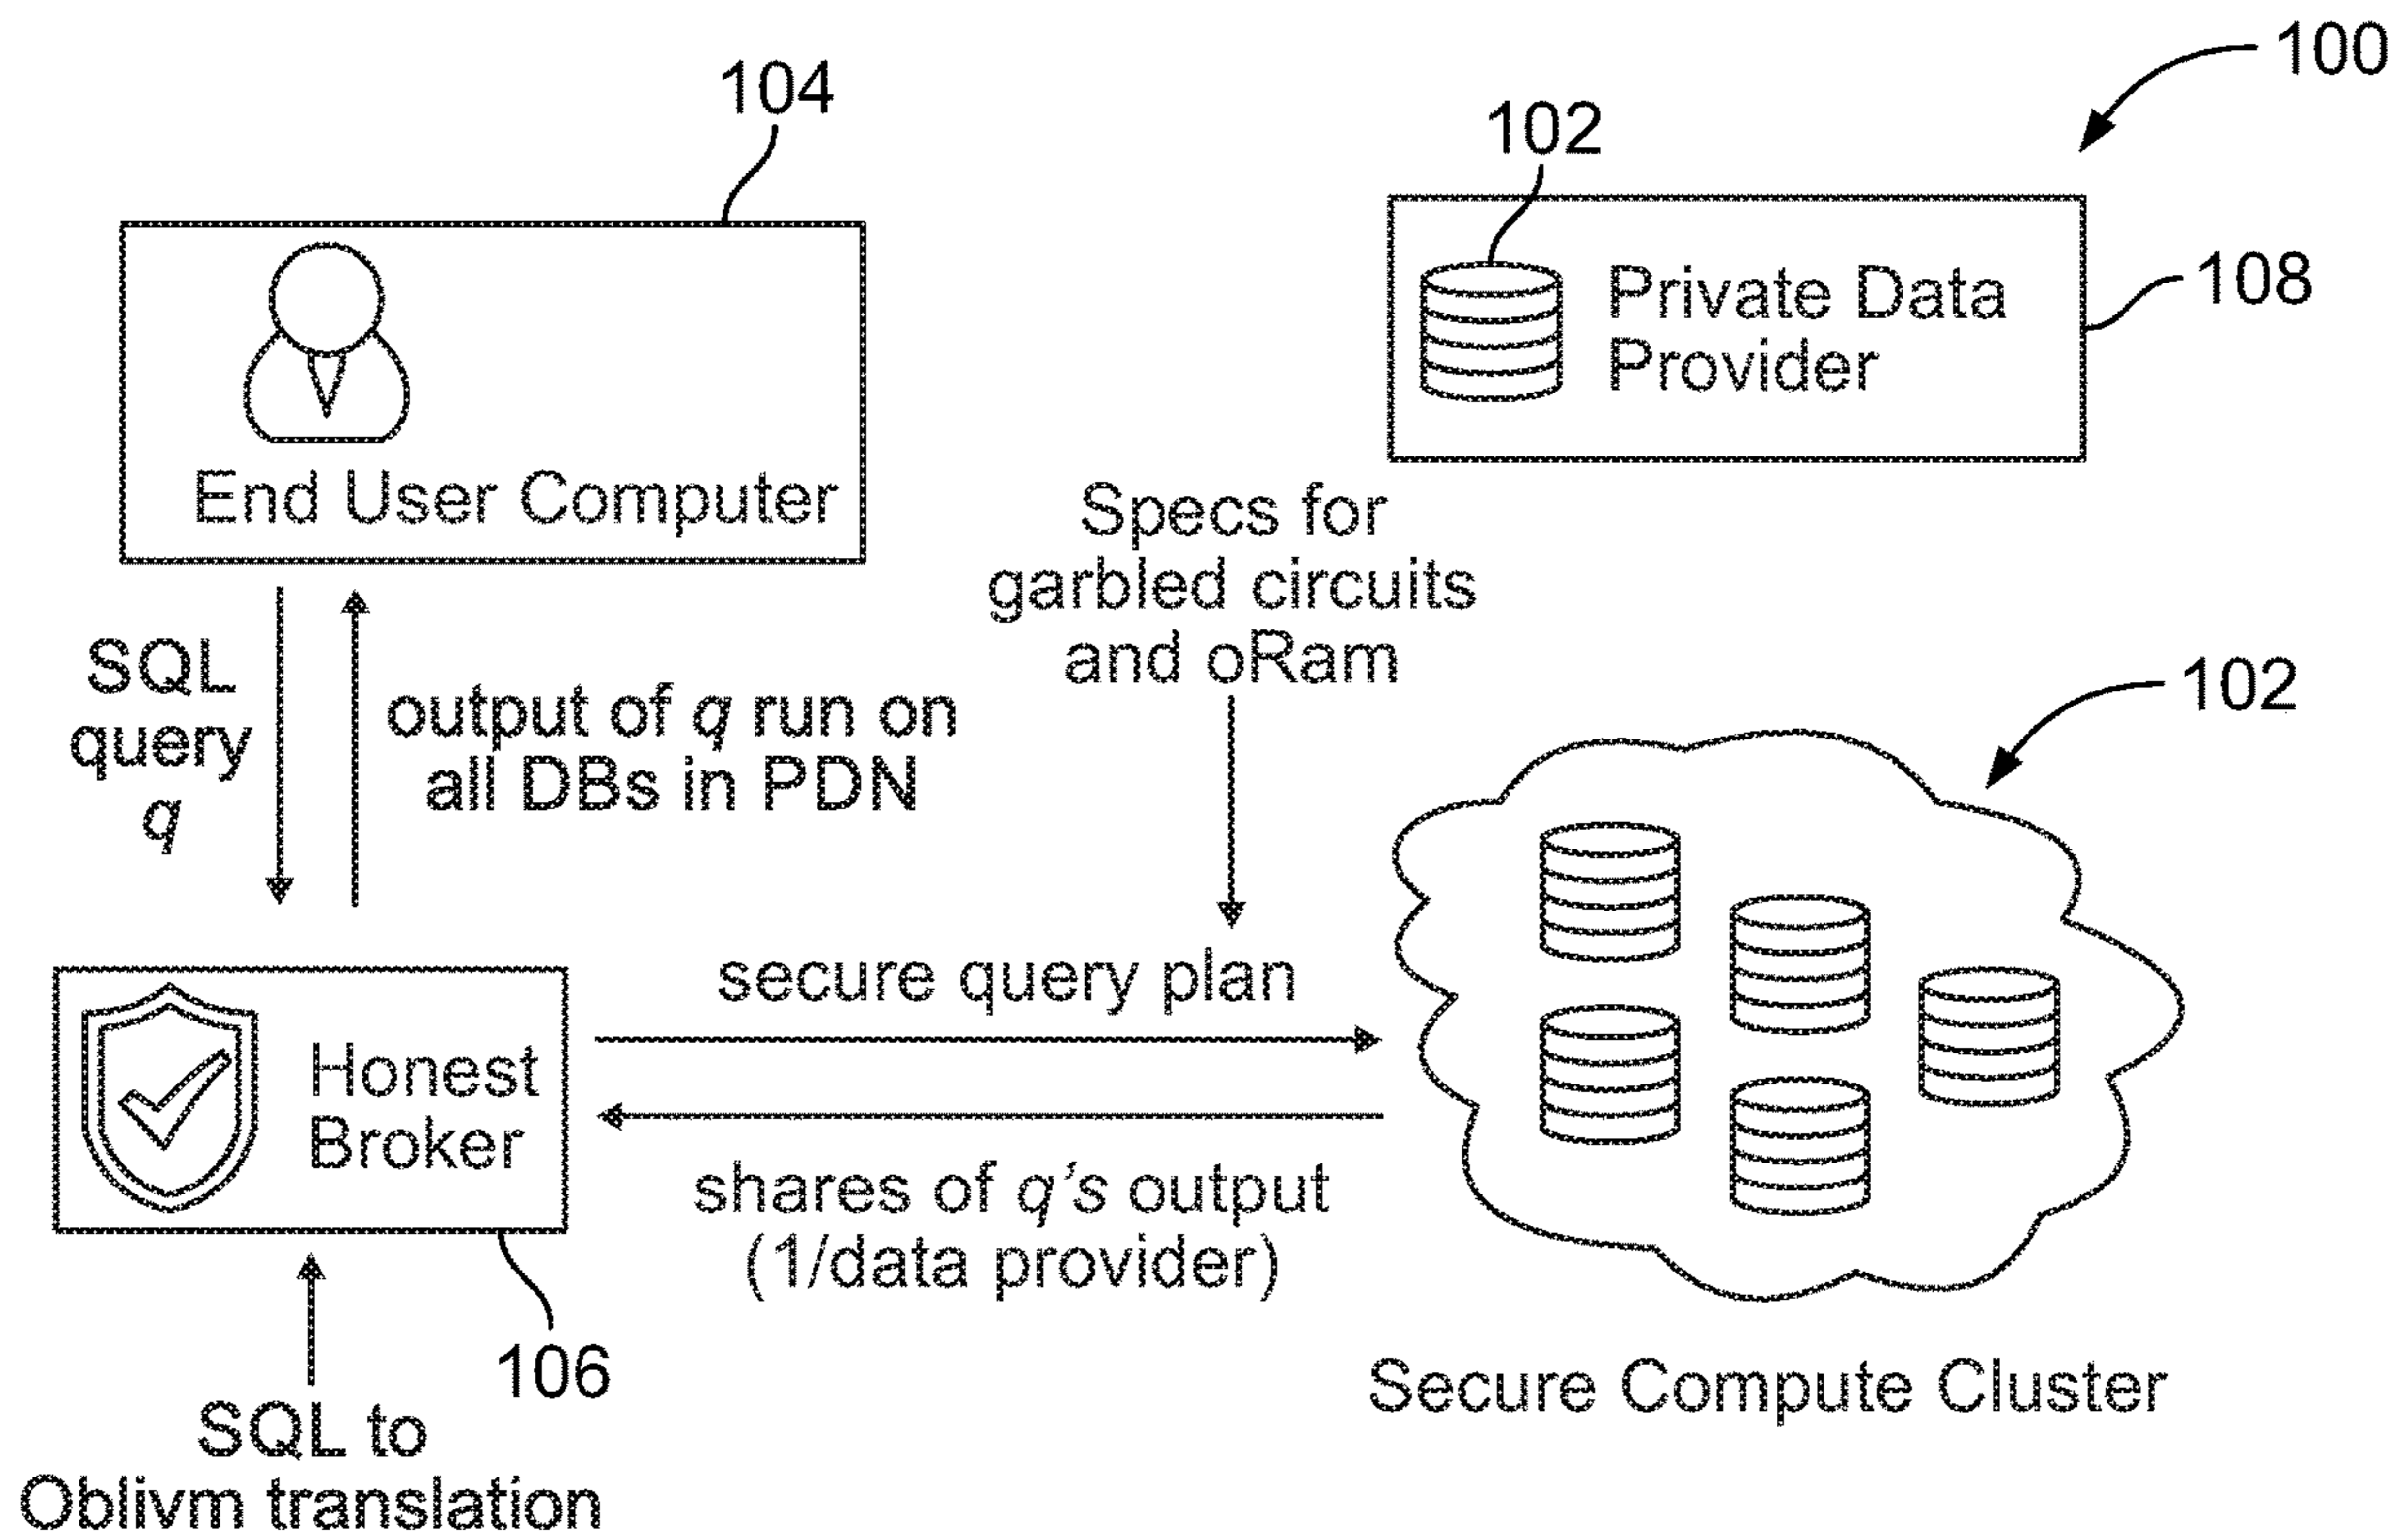 100
104
102
Private Data
Provider
108
End User Computer
Specs for
garbled circuits
and oRam
SQL
query
q
output of q run on
all DBs in PDN
102
secure query plan
Honest
Broker
shares of q's output
(1/data provider)
106
Secure Compute Cluster
SQL to
Oblivm translation